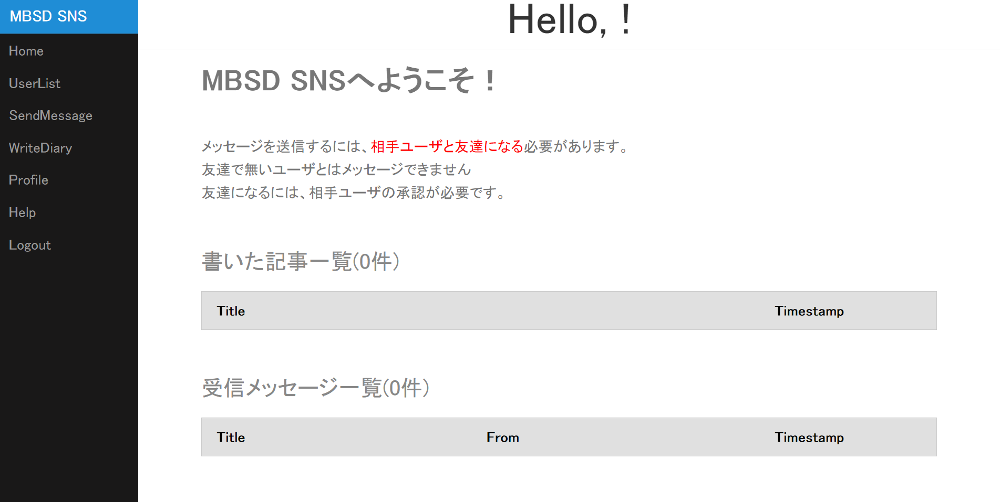 MBSD SNS
Home
UserList
SendMessage
WriteDiary
Profile
Help
Logout
Hello, !
MBSD SNSへようこそ！
メッセージを送信するには、相手ユーザと友達になる必要があります。
友達で無いユーザとはメッセージできません
友達になるには、相手ユーザの承認が必要です。
書いた記事一覧(0件)
Title Timestamp
受信メッセージ一覧(0件)
Title From Timestamp